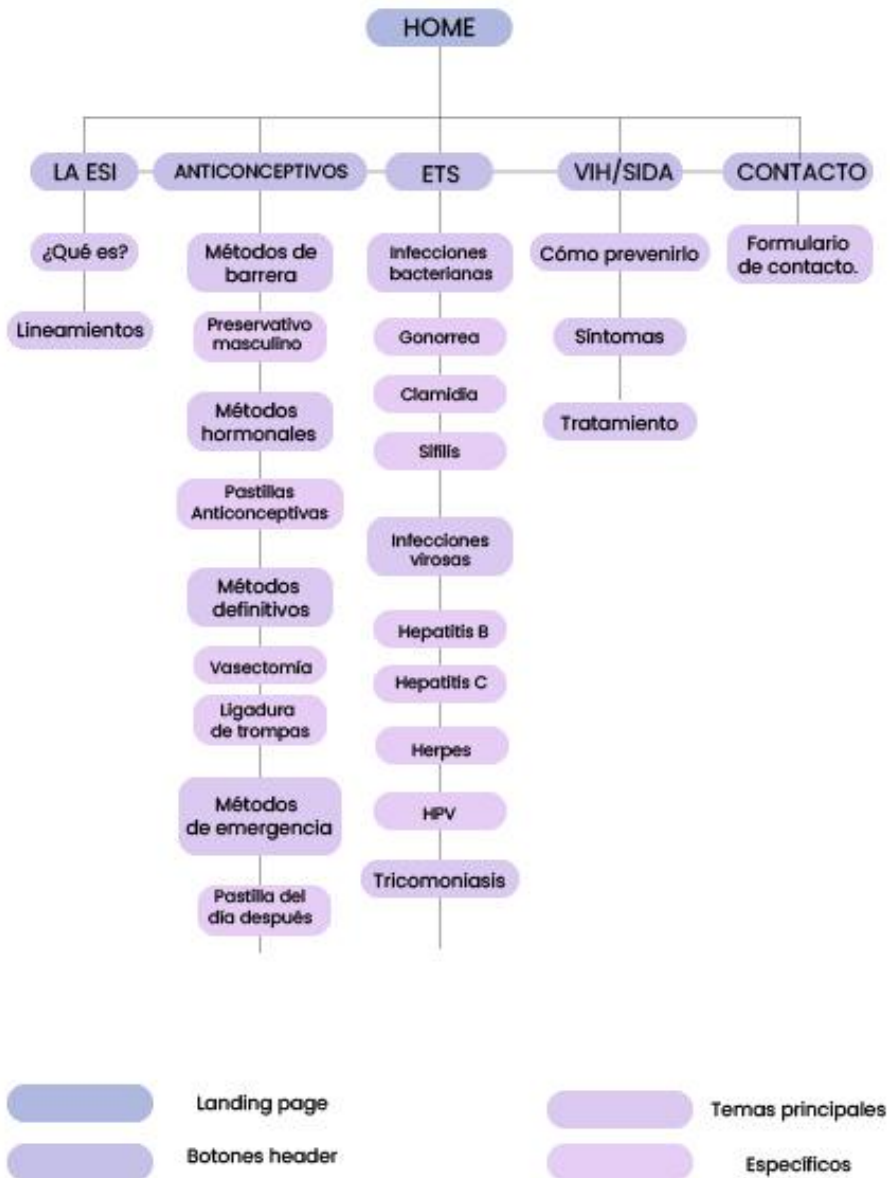 HOME
LA ESI
ANTICONCEPTIVOS
ETS
VIH/SIDA
CONTACTO
¿Qué es?
Lineamientos
Métodos de
barrera
Preservativo
masculino
Métodos
hormonales
Pastillas
Anticonceptivas
Métodos
definitivos
Vasectomía
Ligadura
de trompas
Métodos
de emergencia
Pastilla del
día después
Infecciones
bacterianas
Gonorrea
Clamidia
Sífilis
Infecciones
virosas
Hepatitis B
Hepatitis C
Herpes
HPV
Tricomoniasis
Cómo prevenirlo
Síntomas
Tratamiento
Formulario
de contacto.
Landing page
Botones header
Temas principales
Específicos